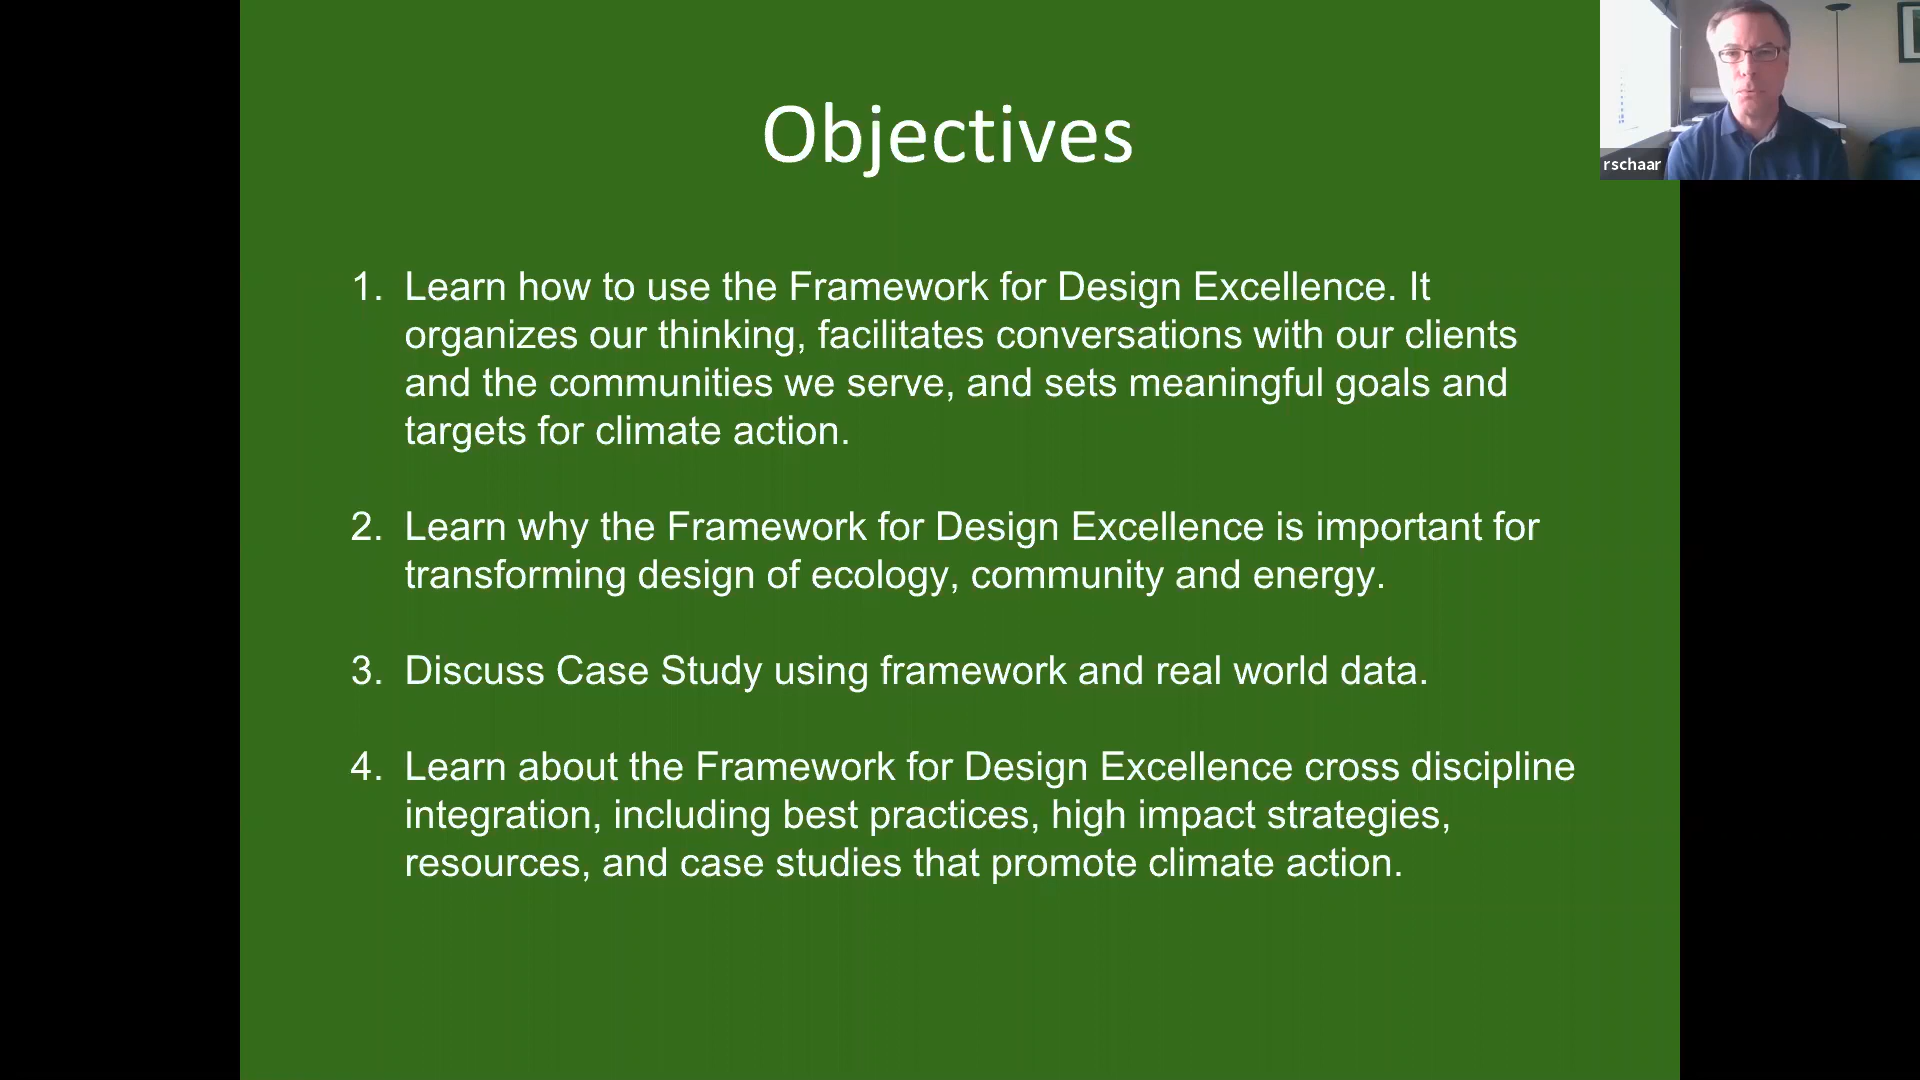 Objectives
rschaar
1. Learn how to use the Framework for Design Excellence. It
organizes our thinking, facilitates conversations with our clients
and the communities we serve, and sets meaningful goals and
targets for climate action.
2. Learn why the Framework for Design Excellence is important for
transforming design of ecology, community and energy.
3. Discuss Case Study using framework and real world data.
4. Learn about the Framework for Design Excellence cross discipline
integration, including best practices, high impact strategies,
resources, and case studies that promote climate action.